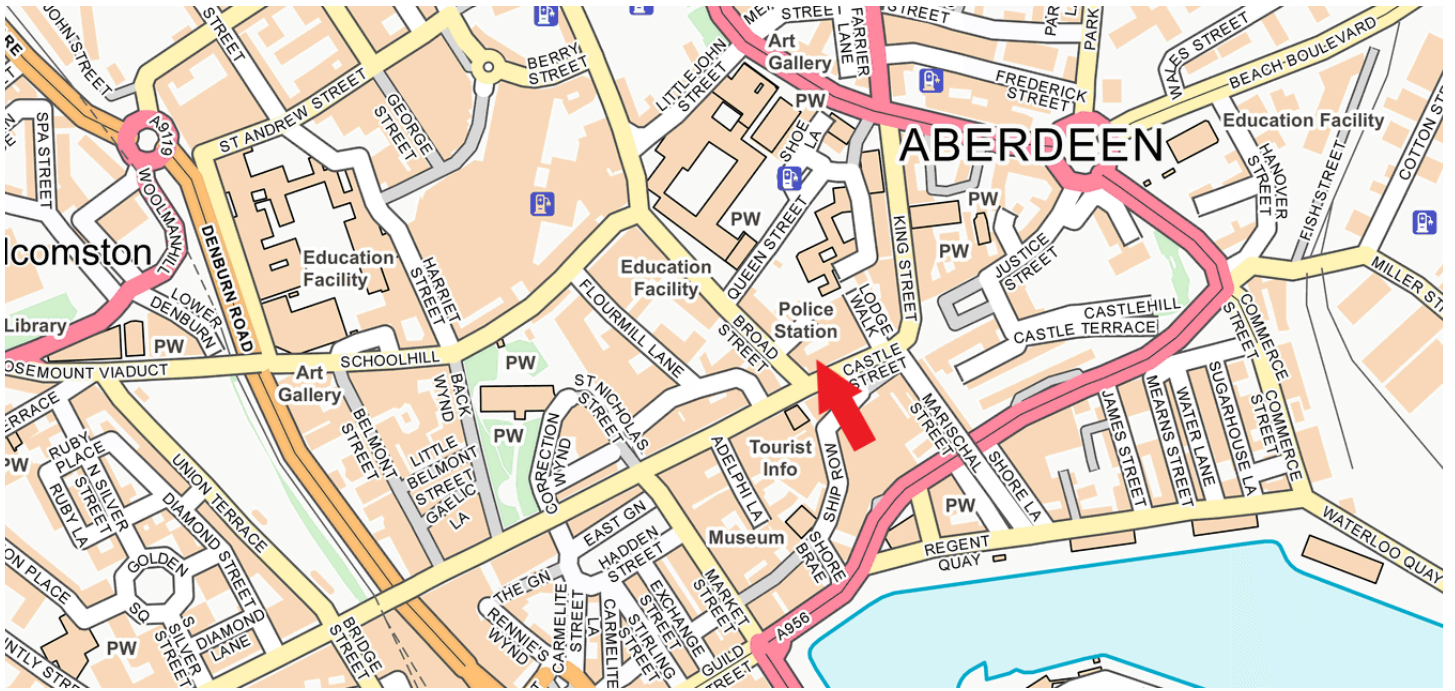 JOHN STREET
STREET
BERRY
STREET
ST ANDREW STREET
GEORGE
STREET
A9119
WOOLMANHILL
SPA STREET
lcomston
DENBURN ROAD
LOWER
DENBURN
Library
PW
OSEMOUNT VIADUCT
Education
Facility
HARRIET
STREET
SCHOOLHILL
Art
Gallery
BELMONT
STREET
BACK
WYND
LITTLE
BELMONT
STREET
GAELIC
LA
PW
PW
CORRECTION
WYND
ST NICHOLAS
STREET
FLOURMILL LANE
Education
Facility
BROAD
STREET
QUEEN STREET
PW
LITTLEJOHN
STREET
STREET
Art
Gallery
FARRIER
LANE
STREET
PW
SHOE
LA
FREDERICK
STREET
PARK
WALES STREET
BEACH BOULEVARD
ABERDEEN
Education Facility
COTTON
HANOVER
STREET
FISH STREET
MILLER ST
KING STREET
PW
PW
JUSTICE
STREET
CASTLEHILL
CASTLE TERRACE
COMMERCE
STREET
Police
Station
LODGE
WALK
CASTLE
STREET
MARISCHAL
STREET
SHORE LA
JAMES STREET
MEARNS STREET
WATER LANE
SUGARHOUSE LA
COMMERCE
STREET
WATERLOO QUAY
REGENT
QUAY
PW
Tourist
Info
SHIP ROW
SHORE
BRAE
ADELPHI LA
Museum
MARKET
STREET
A956
GUILD
STREET
EAST GN
HADDEN
STREET
EXCHANGE
STREET
STIRLING
STREET
CARMELITE
LA
CARMELITE
STREET
THE GN
RENNIE'S
WYND
BRIDGE
STREET
UNION TERRACE
DIAMOND
STREET
DIAMOND
LANE
GOLDEN
SQ
S SILVER
STREET
N SILVER
STREET
RUBY
PLACE
RUBY LA
PW
TERRACE
ON PLACE
PW
NTLY STREET